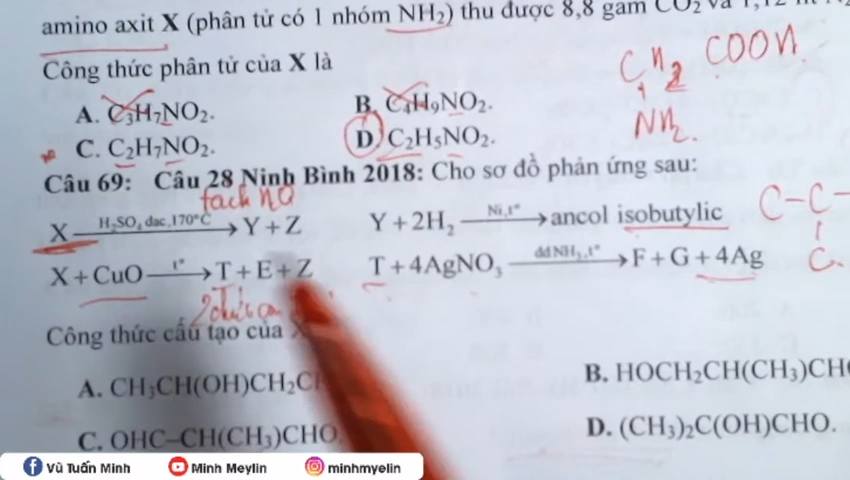 amino axit X (phân tử có 1 nhóm NH2) thu được 8,8 gam CO2 và
Công thức phân tử của X là
CH2 COOH
NH2.
A. C3H7NO2.
B. C4H9NO2.
C. C2H7NO2.
D. C2H5NO2.
Câu 69: Câu 28 Ninh Bình 2018: Cho sơ đồ phản ứng sau:
tách H2O
X H2SO4 đac,170°C → Y + Z
Y + 2H2 Ni,t° → ancol isobutylic
C-C-
C.
X + CuO t° → T + E + Z
T + 4AgNO3 dd NH3,t° → F + G + 4Ag
2chức
Công thức cấu tạo của X
A. CH3CH(OH)CH2C
B. HOCH2CH(CH3)CH
C. OHC–CH(CH3)CHO
D. (CH3)2C(OH)CHO.
Vũ Tuấn Minh Minh Meylin minhmyelin